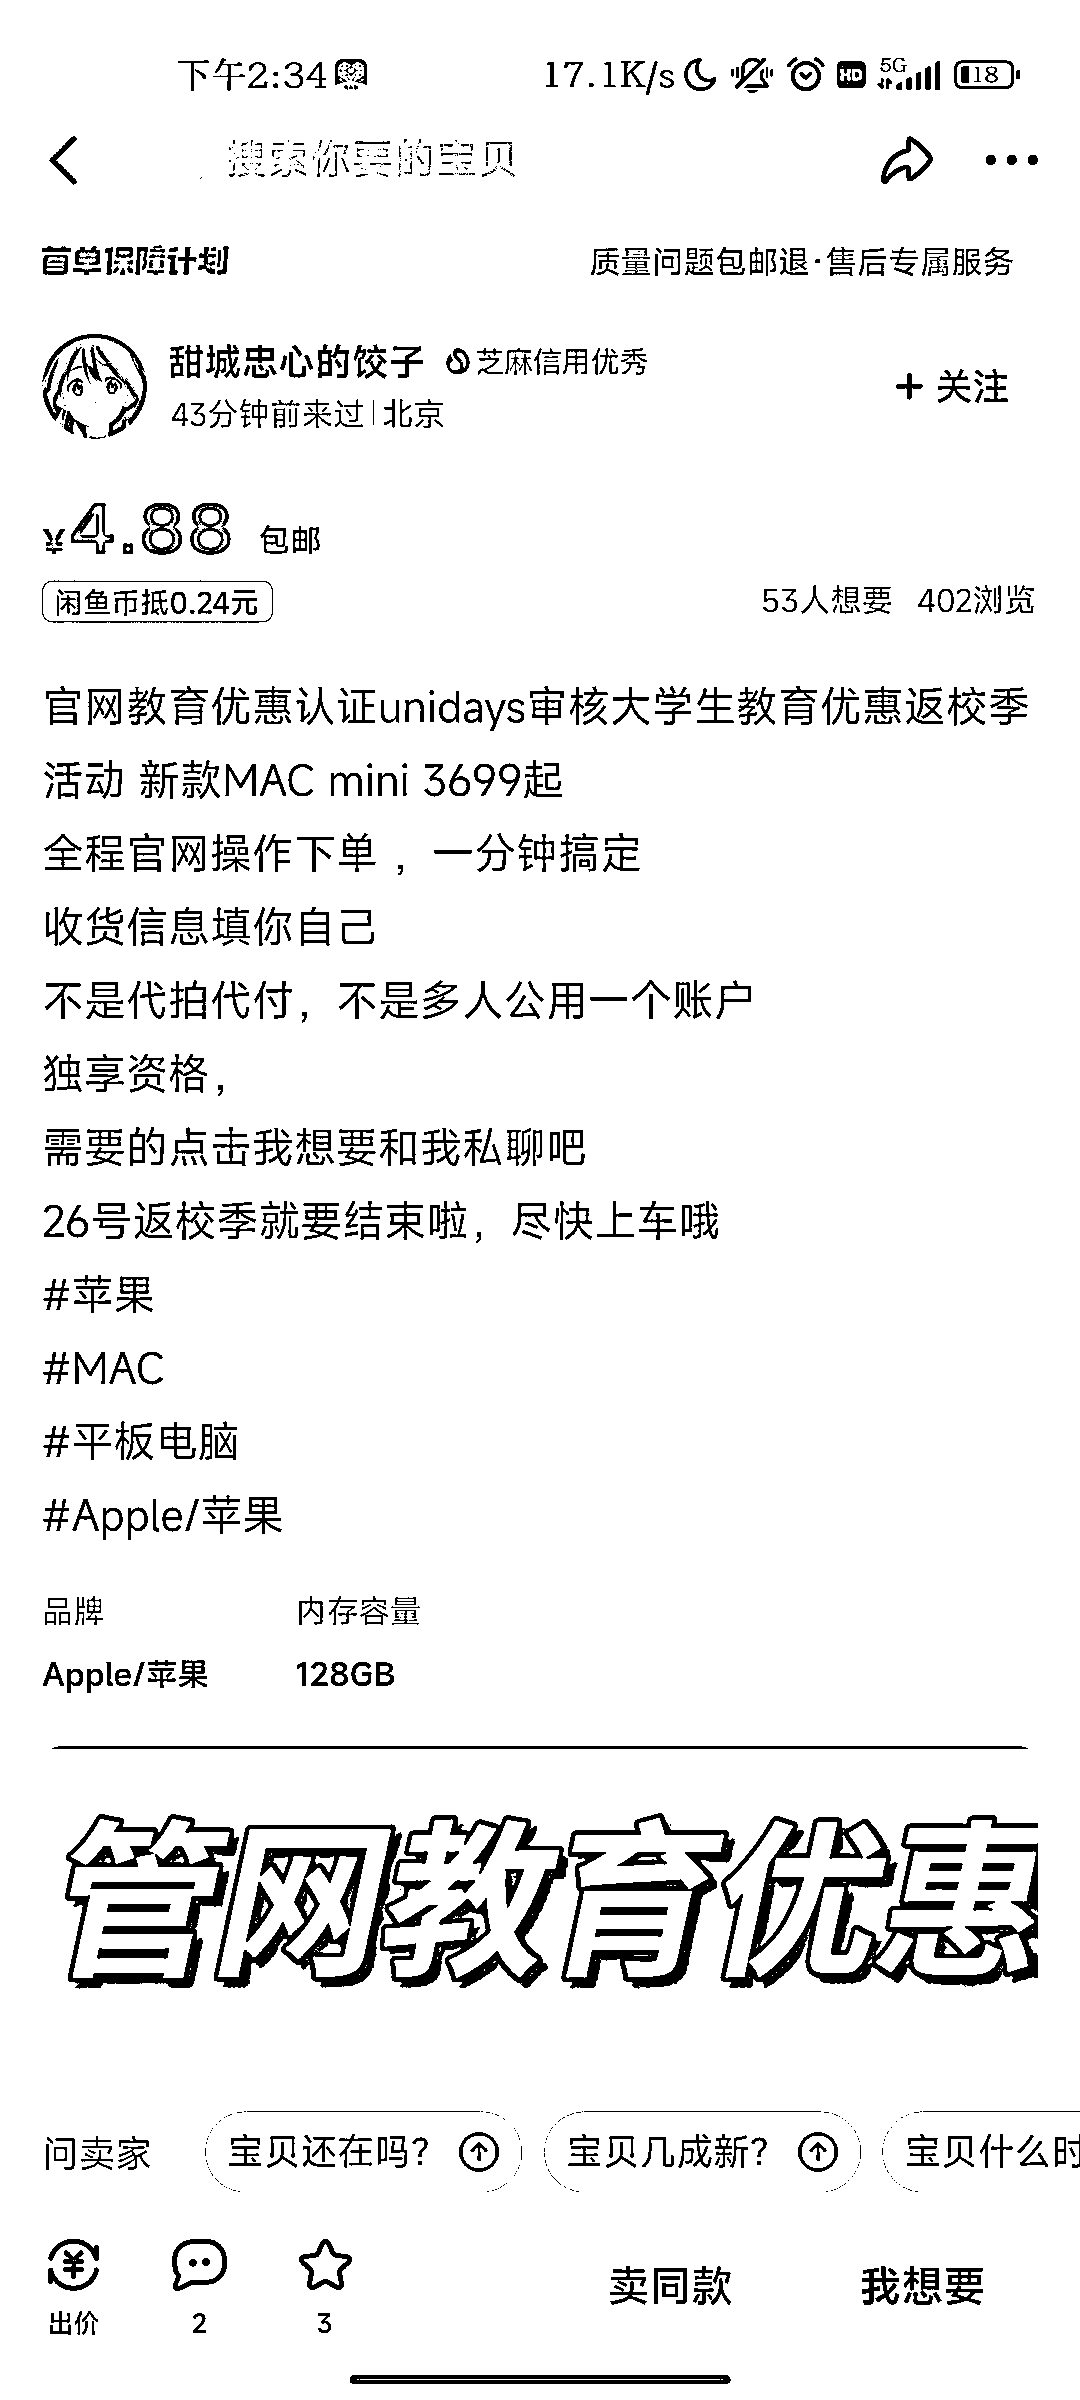 下午2:34 17.1K/s HD 5G 18
搜索你要的宝贝
首单保障计划 质量问题包邮退·售后专属服务
甜城忠心的饺子 芝麻信用优秀
43分钟前来过|北京 + 关注
¥4.88 包邮
闲鱼币抵0.24元 53人想要 402浏览
官网教育优惠认证unidays审核大学生教育优惠返校季
活动 新款MAC mini 3699起
全程官网操作下单 ，一分钟搞定
收货信息填你自己
不是代拍代付，不是多人公用一个账户
独享资格，
需要的点击我想要和我私聊吧
26号返校季就要结束啦，尽快上车哦
#苹果
#MAC
#平板电脑
#Apple/苹果
品牌 内存容量
Apple/苹果 128GB
管网教育优惠
问卖家 宝贝还在吗？ 宝贝几成新？ 宝贝什么时
出价 2 3 卖同款 我想要